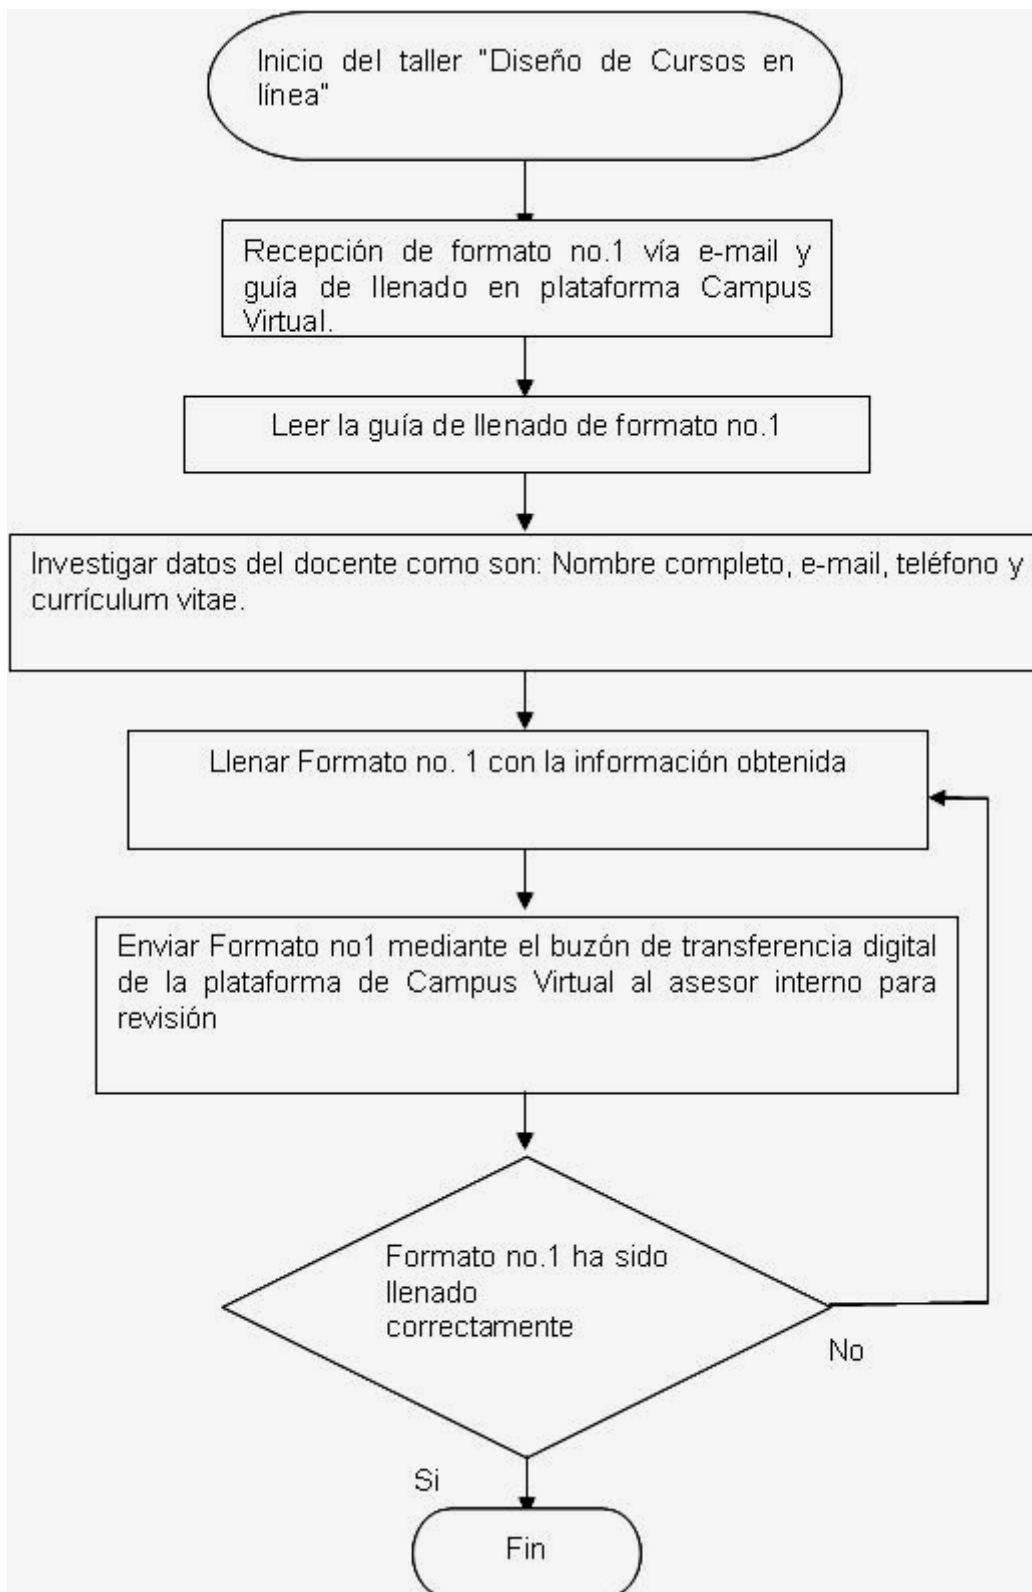 Inicio del taller "Diseño de Cursos en
línea"
Recepción de formato no.1 vía e-mail y
guía de llenado en plataforma Campus
Virtual.
Leer la guía de llenado de formato no.1
Investigar datos del docente como son: Nombre completo, e-mail, teléfono y
currículum vitae.
Llenar Formato no. 1 con la información obtenida
Enviar Formato no1 mediante el buzón de transferencia digital
de la plataforma de Campus Virtual al asesor interno para
revisión
Formato no.1 ha sido
llenado
correctamente
No
Si
Fin